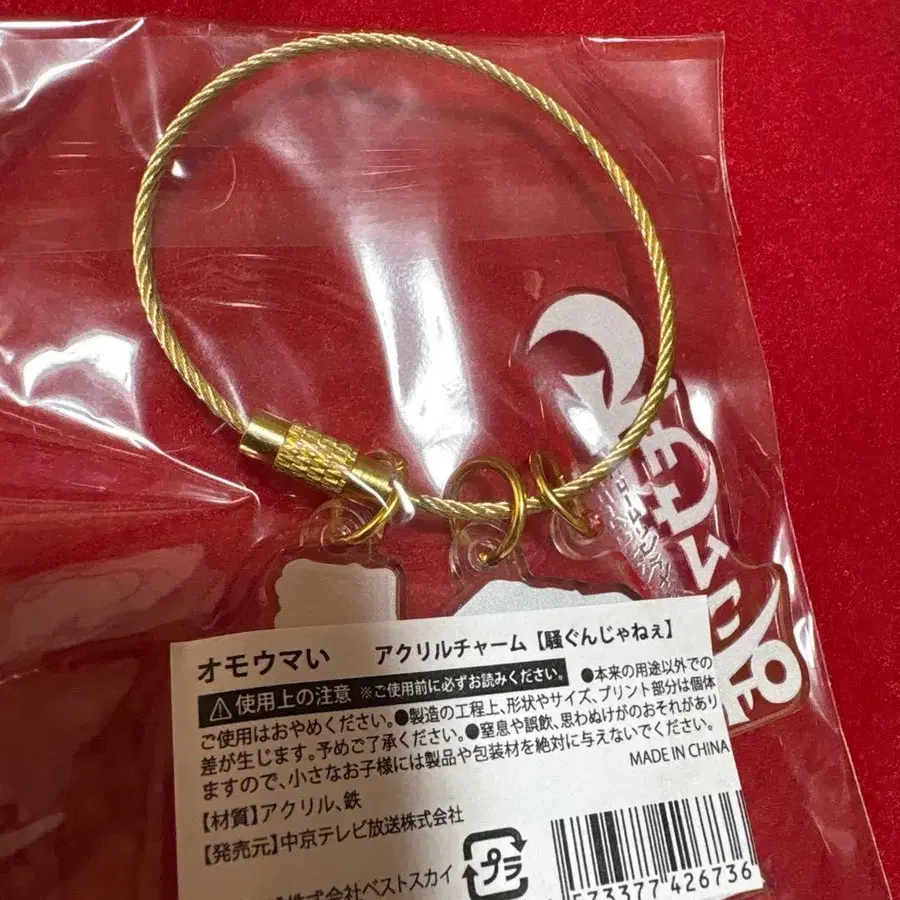 オモウマい アクリルチャーム【騒ぐんじゃねぇ】
⚠使用上の注意 ※ご使用前に必ずお読みください。 ●本来の用途以外での
ご使用はおやめください。●製造の工程上、形状やサイズ、プリント部分は個体
差が生じます。予めご了承ください。●窒息や誤飲、思わぬけがのおそれがあり
ますので、小さなお子様には製品や包装材を絶対に与えないでください。
MADE IN CHINA
【材質】アクリル、鉄
【発売元】中京テレビ放送株式会社
株式会社ベストスカイ
プラ
573377 426736